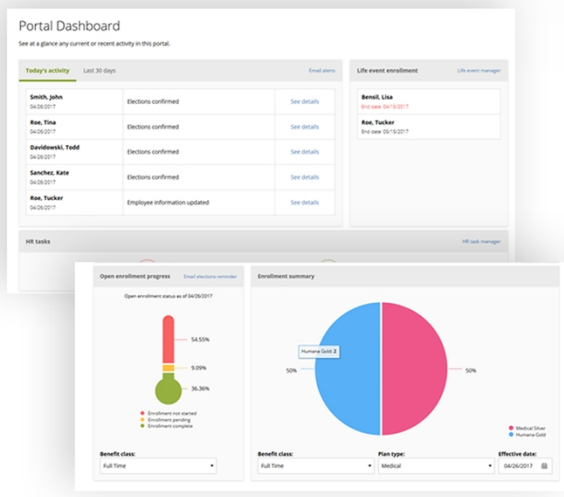 Portal Dashboard
See at a glance any current or recent activity in this portal.
Today's activity Last 30 days Email alerts
Smith, John
04/26/2017
Elections confirmed
See details
Roe, Tina
04/26/2017
Elections confirmed
See details
Davidowski, Todd
04/26/2017
Elections confirmed
See details
Sanchez, Kate
04/26/2017
Elections confirmed
See details
Roe, Tucker
04/26/2017
Employee information updated
See details
Life event enrollment Life event manager
Bensil, Lisa
End date 04/15/2017
Roe, Tucker
End date 05/15/2017
HR tasks HR task manager
Open enrollment progress Email elections reminder
Open enrollment status as of 04/26/2017
54.55%
9.09%
36.36%
Enrollment not started
Enrollment pending
Enrollment complete
Benefit class:
Full Time
Enrollment summary
Humana Gold: 2
50%
50%
Medical Silver
Humana Gold
Benefit class: Plan type: Effective date:
Full Time Medical 04/26/2017